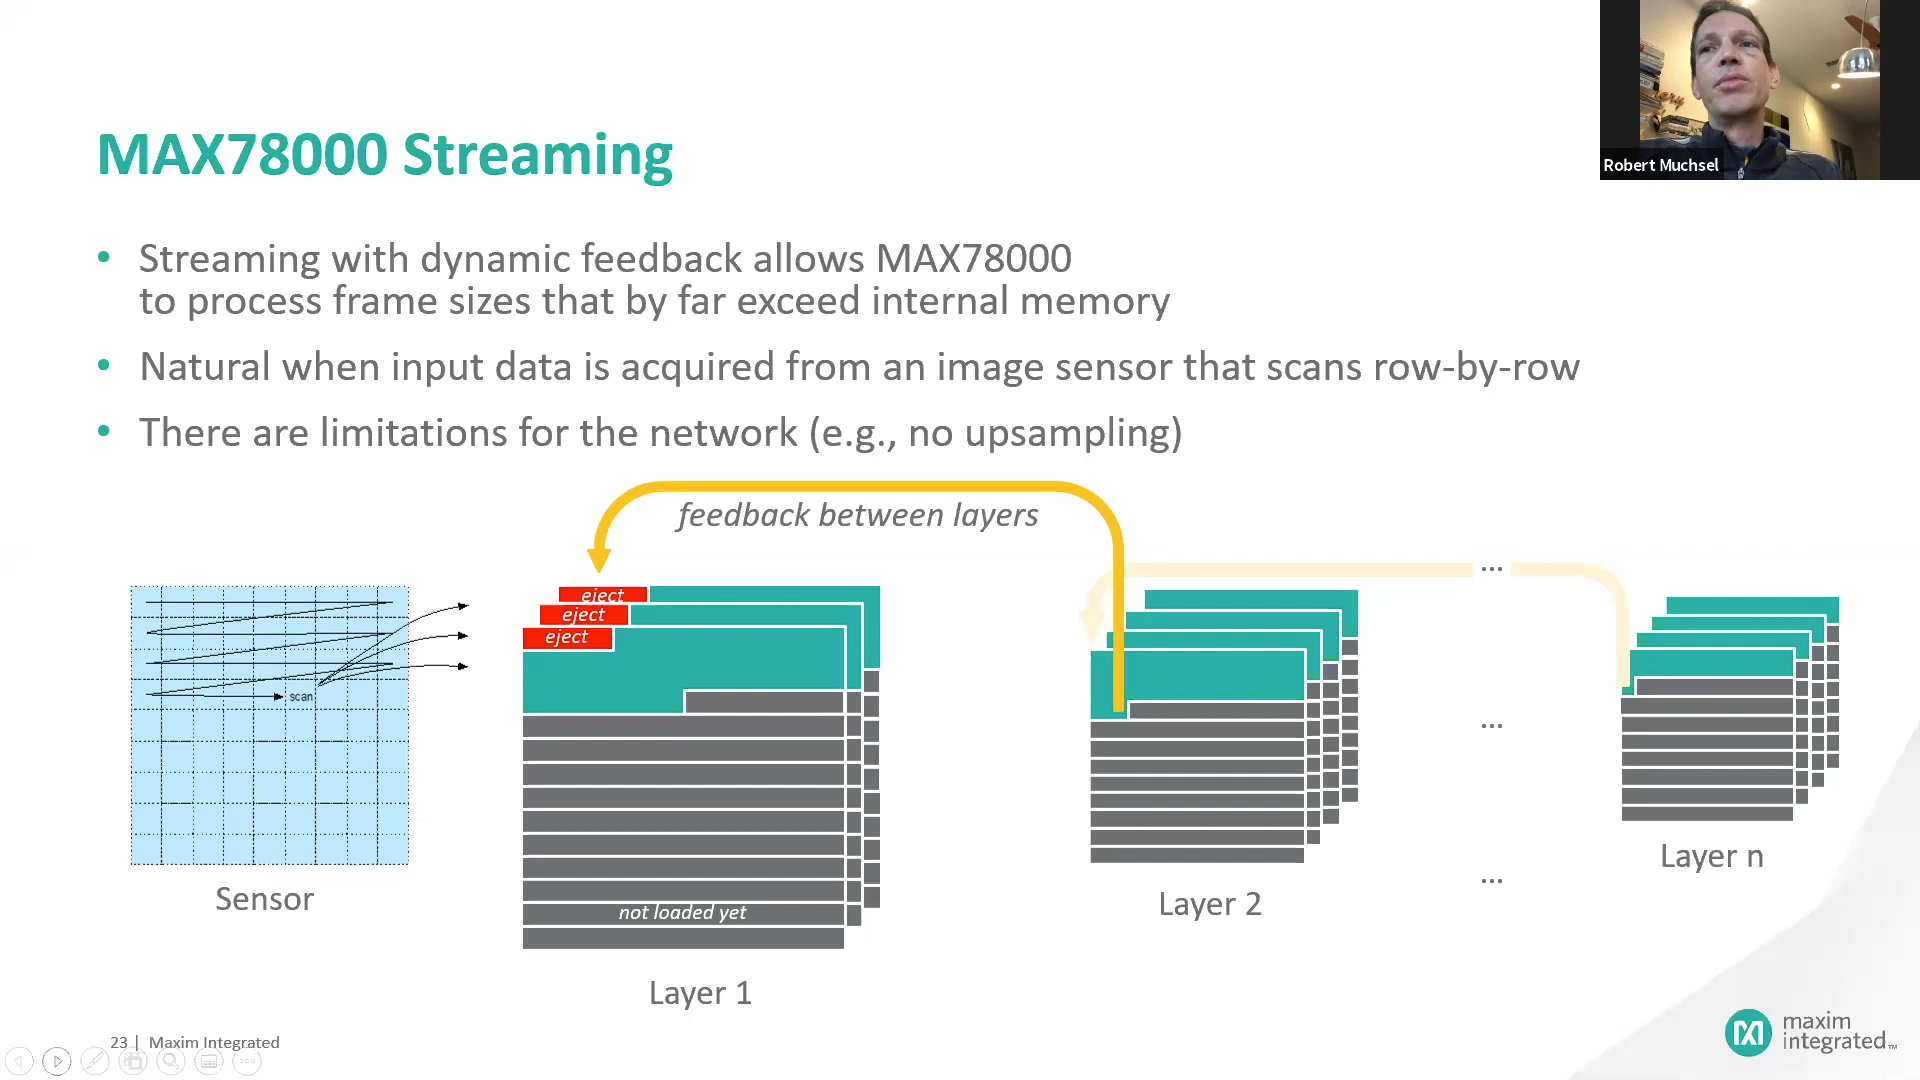 Robert Muchsel
MAX78000 Streaming
• Streaming with dynamic feedback allows MAX78000
to process frame sizes that by far exceed internal memory
• Natural when input data is acquired from an image sensor that scans row-by-row
• There are limitations for the network (e.g., no upsampling)
feedback between layers
...
eject
eject
eject
scan
...
not loaded yet
...
Sensor
Layer 1
Layer 2
Layer n
23 | Maxim Integrated
maxim
integrated™